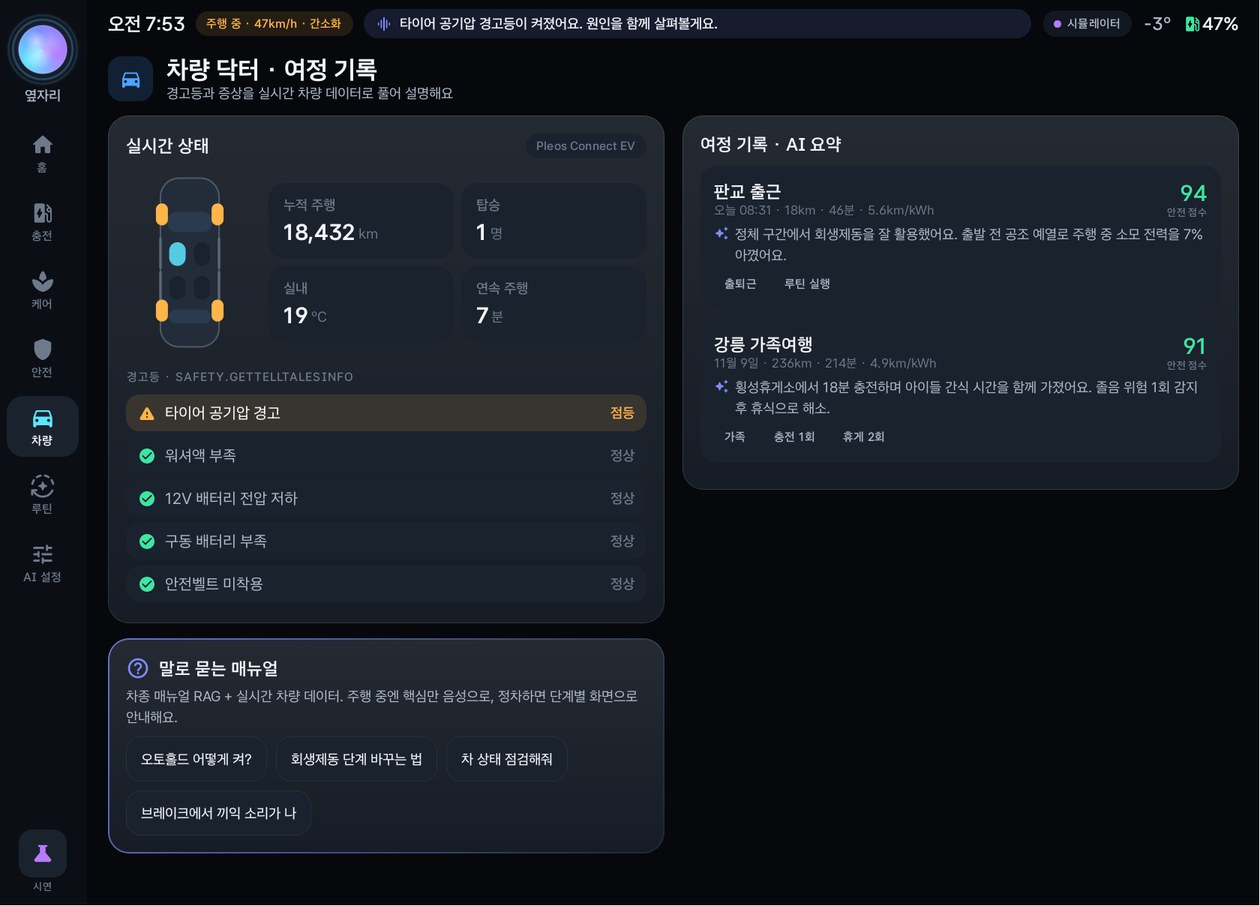 오전 7:53
주행 중 · 47km/h · 간소화
타이어 공기압 경고등이 켜졌어요. 원인을 함께 살펴볼게요.
시뮬레이터
-3°
47%
옆자리
홈
충전
케어
안전
차량
루틴
AI 설정
시연
차량 닥터 · 여정 기록
경고등과 증상을 실시간 차량 데이터로 풀어 설명해요
실시간 상태
Pleos Connect EV
누적 주행
18,432 km
탑승
1 명
실내
19 °C
연속 주행
7 분
경고등 · SAFETY.GETTELLTALESINFO
타이어 공기압 경고 점등
워셔액 부족 정상
12V 배터리 전압 저하 정상
구동 배터리 부족 정상
안전벨트 미착용 정상
말로 묻는 매뉴얼
차종 매뉴얼 RAG + 실시간 차량 데이터. 주행 중엔 핵심만 음성으로, 정차하면 단계별 화면으로
안내해요.
오토홀드 어떻게 켜?
회생제동 단계 바꾸는 법
차 상태 점검해줘
브레이크에서 끼익 소리가 나
여정 기록 · AI 요약
판교 출근
94
오늘 08:31 · 18km · 46분 · 5.6km/kWh
안전 점수
정체 구간에서 회생제동을 잘 활용했어요. 출발 전 공조 예열로 주행 중 소모 전력을 7%
아꼈어요.
출퇴근
루틴 실행
강릉 가족여행
91
11월 9일 · 236km · 214분 · 4.9km/kWh
안전 점수
횡성휴게소에서 18분 충전하며 아이들 간식 시간을 함께 가졌어요. 졸음 위험 1회 감지
후 휴식으로 해소.
가족
충전 1회
휴게 2회